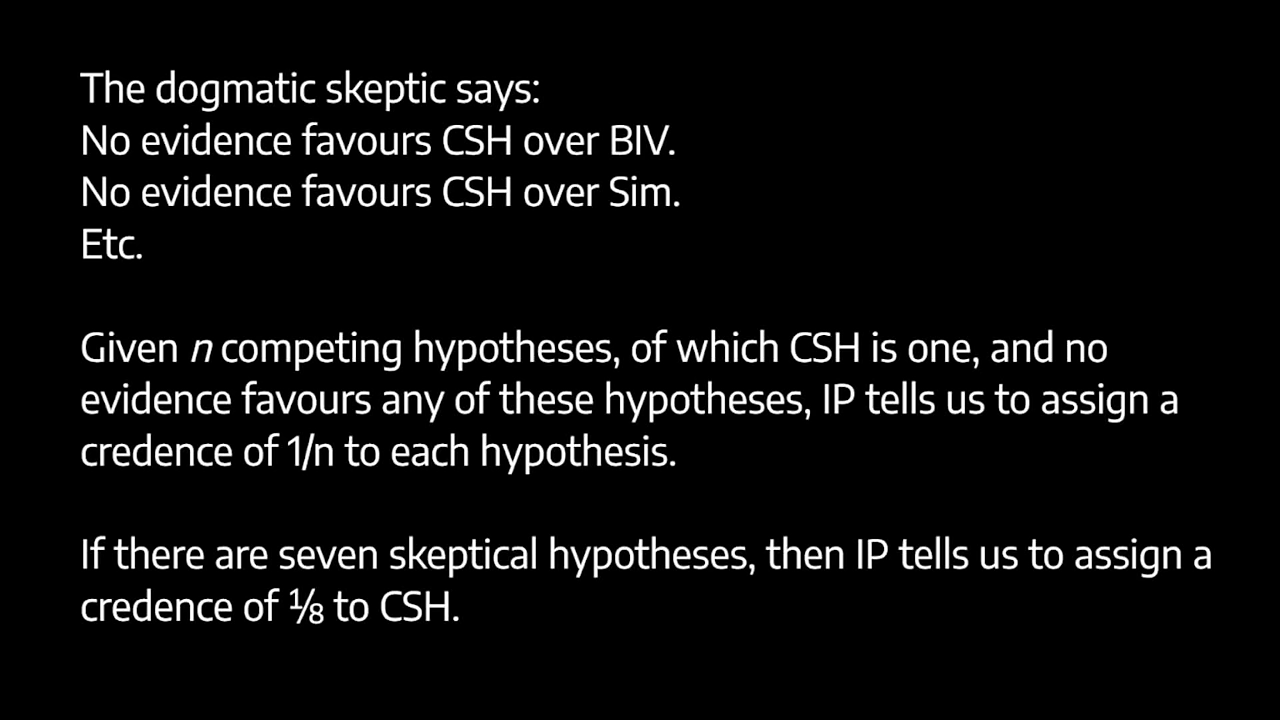 The dogmatic skeptic says:
No evidence favours CSH over BIV.
No evidence favours CSH over Sim.
Etc.
Given n competing hypotheses, of which CSH is one, and no
evidence favours any of these hypotheses, IP tells us to assign a
credence of 1/n to each hypothesis.
If there are seven skeptical hypotheses, then IP tells us to assign a
credence of ⅛ to CSH.